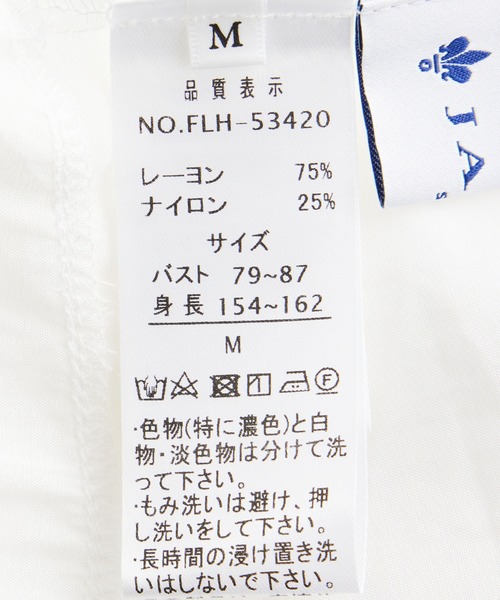 M
品質表示
NO.FLH-53420
レーヨン 75%
ナイロン 25%
サイズ
バスト 79~87
身長 154~162
M
・色物(特に濃色)と白
物・淡色物は分けて洗
って下さい。
・もみ洗いは避け、押
し洗いをして下さい。
・長時間の浸け置き洗
いはしないで下さい。
JA